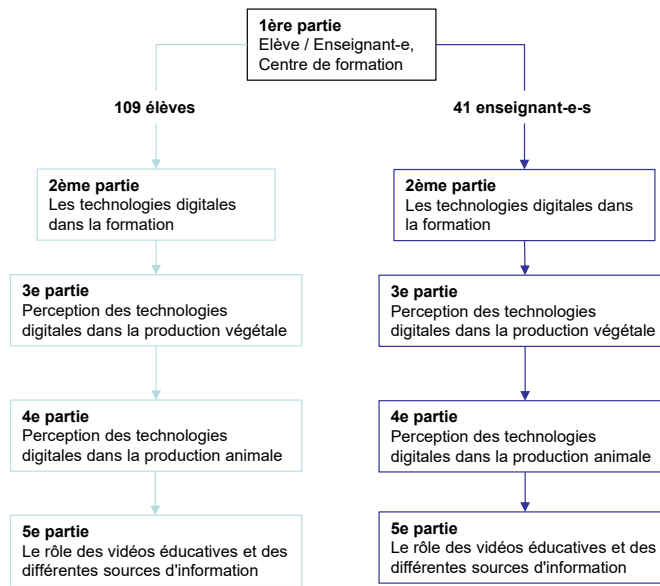 1ère partie
Elève / Enseignant-e,
Centre de formation
109 élèves
41 enseignant-e-s
2ème partie
Les technologies digitales
dans la formation
2ème partie
Les technologies digitales dans
la formation
3e partie
Perception des technologies
digitales dans la production végétale
3e partie
Perception des technologies
digitales dans la production végétale
4e partie
Perception des technologies
digitales dans la production animale
4e partie
Perception des technologies
digitales dans la production animale
5e partie
Le rôle des vidéos éducatives et des
différentes sources d'information
5e partie
Le rôle des vidéos éducatives et des
différentes sources d'information